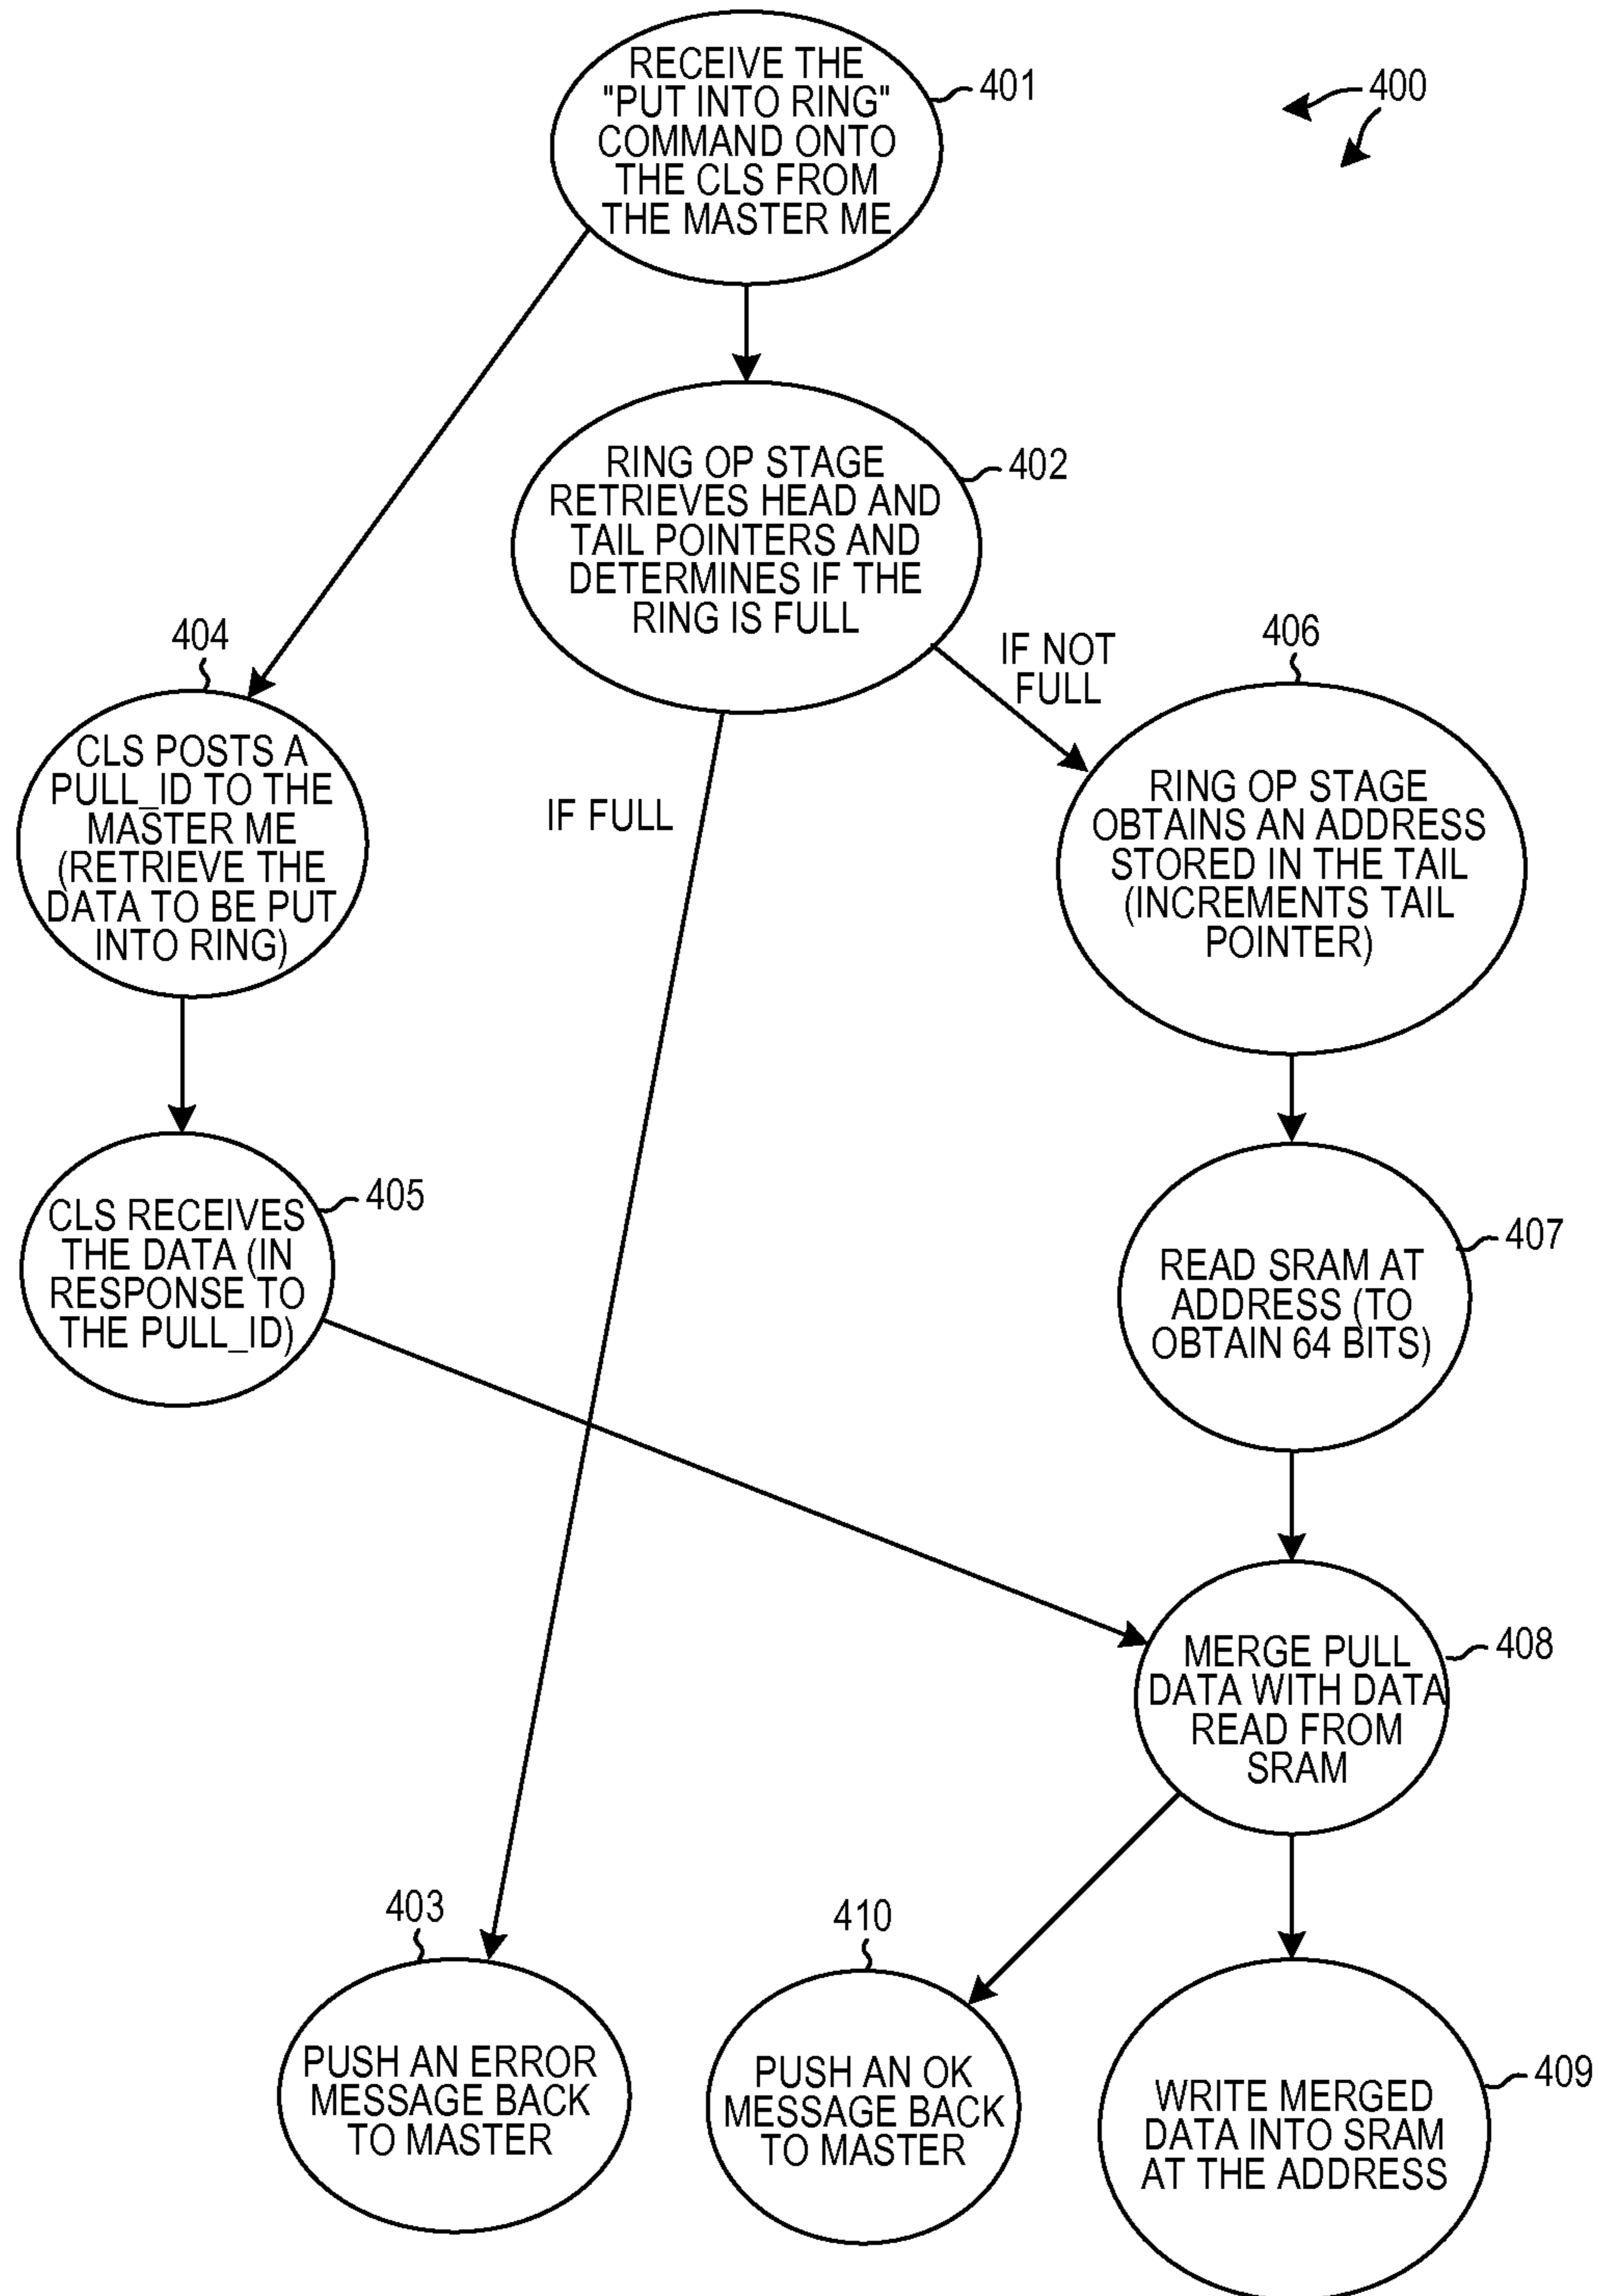 RECEIVE THE
"PUT INTO RING"
COMMAND ONTO
THE CLS FROM
THE MASTER ME
401
400
RING OP STAGE
RETRIEVES HEAD AND
TAIL POINTERS AND
DETERMINES IF THE
RING IS FULL
402
404
CLS POSTS A
PULL_ID TO THE
MASTER ME
(RETRIEVE THE
DATA TO BE PUT
INTO RING)
IF FULL
IF NOT
FULL
406
RING OP STAGE
OBTAINS AN ADDRESS
STORED IN THE TAIL
(INCREMENTS TAIL
POINTER)
CLS RECEIVES
THE DATA (IN
RESPONSE TO
THE PULL_ID)
405
READ SRAM AT
ADDRESS (TO
OBTAIN 64 BITS)
407
MERGE PULL
DATA WITH DATA
READ FROM
SRAM
408
403
PUSH AN ERROR
MESSAGE BACK
TO MASTER
410
PUSH AN OK
MESSAGE BACK
TO MASTER
WRITE MERGED
DATA INTO SRAM
AT THE ADDRESS
409